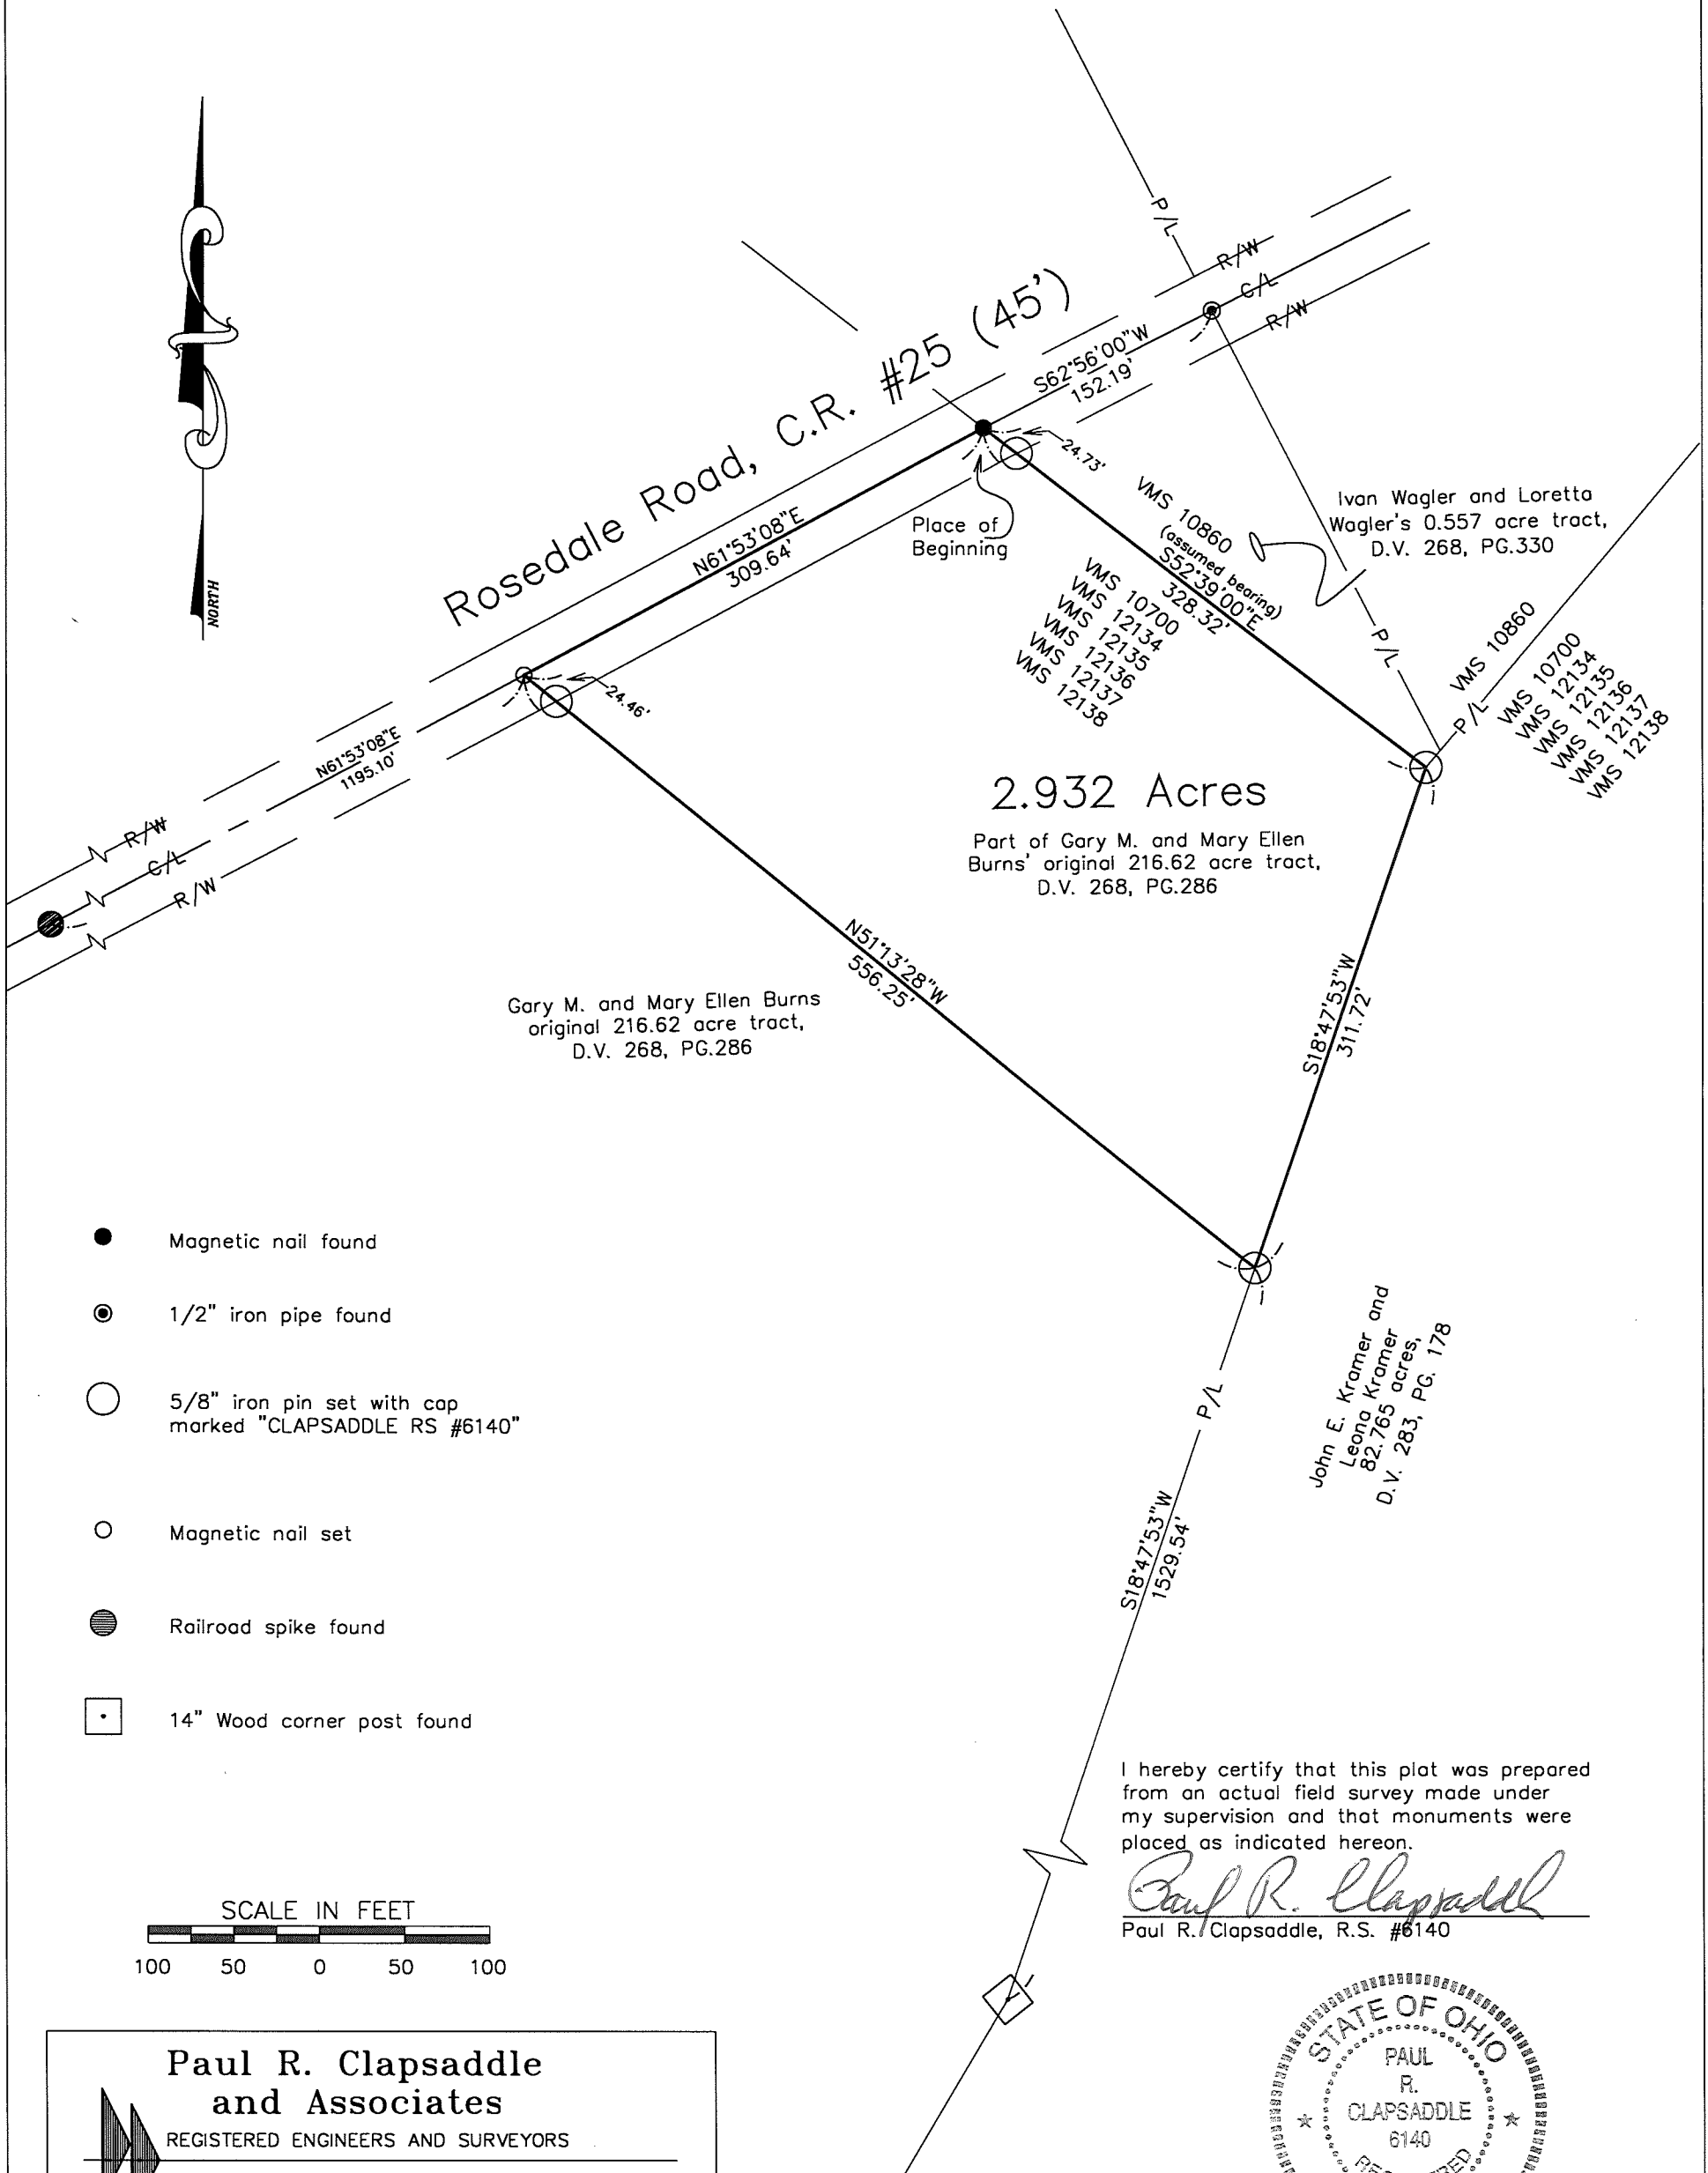 P/L
R/W
C/L
R/W
Rosedale Road, C.R. #25 (45')
S62°56'00"W
152.19'
24.73'
NORTH
N61°53'08"E
309.64'
Place of
Beginning
VMS 10860
(assumed bearing)
S52°39'00"E
328.32'
Ivan Wagler and Loretta
Wagler's 0.557 acre tract,
D.V. 268, PG.330
VMS 10700
VMS 12134
VMS 12135
VMS 12136
VMS 12137
VMS 12138
P/L
VMS 10860
P/L
VMS 10700
VMS 12134
VMS 12135
VMS 12136
VMS 12137
VMS 12138
24.46'
N61°53'08"E
1195.10'
R/W
C/L
R/W
2.932 Acres
Part of Gary M. and Mary Ellen
Burns' original 216.62 acre tract,
D.V. 268, PG.286
N51°13'28"W
556.25'
S18°47'53"W
311.72'
Gary M. and Mary Ellen Burns
original 216.62 acre tract,
D.V. 268, PG.286
Magnetic nail found
1/2" iron pipe found
5/8" iron pin set with cap
marked "CLAPSADDLE RS #6140"
Magnetic nail set
Railroad spike found
14" Wood corner post found
P/L
John E. Kramer and
Leona Kramer
82.765 acres,
D.V. 283, PG. 178
S18°47'53"W
1529.54'
I hereby certify that this plat was prepared
from an actual field survey made under
my supervision and that monuments were
placed as indicated hereon.
Paul R. Clapsaddle
Paul R. Clapsaddle, R.S. #6140
SCALE IN FEET
100 50 0 50 100
Paul R. Clapsaddle
and Associates
REGISTERED ENGINEERS AND SURVEYORS
STATE OF OHIO
PAUL
R.
CLAPSADDLE
6140